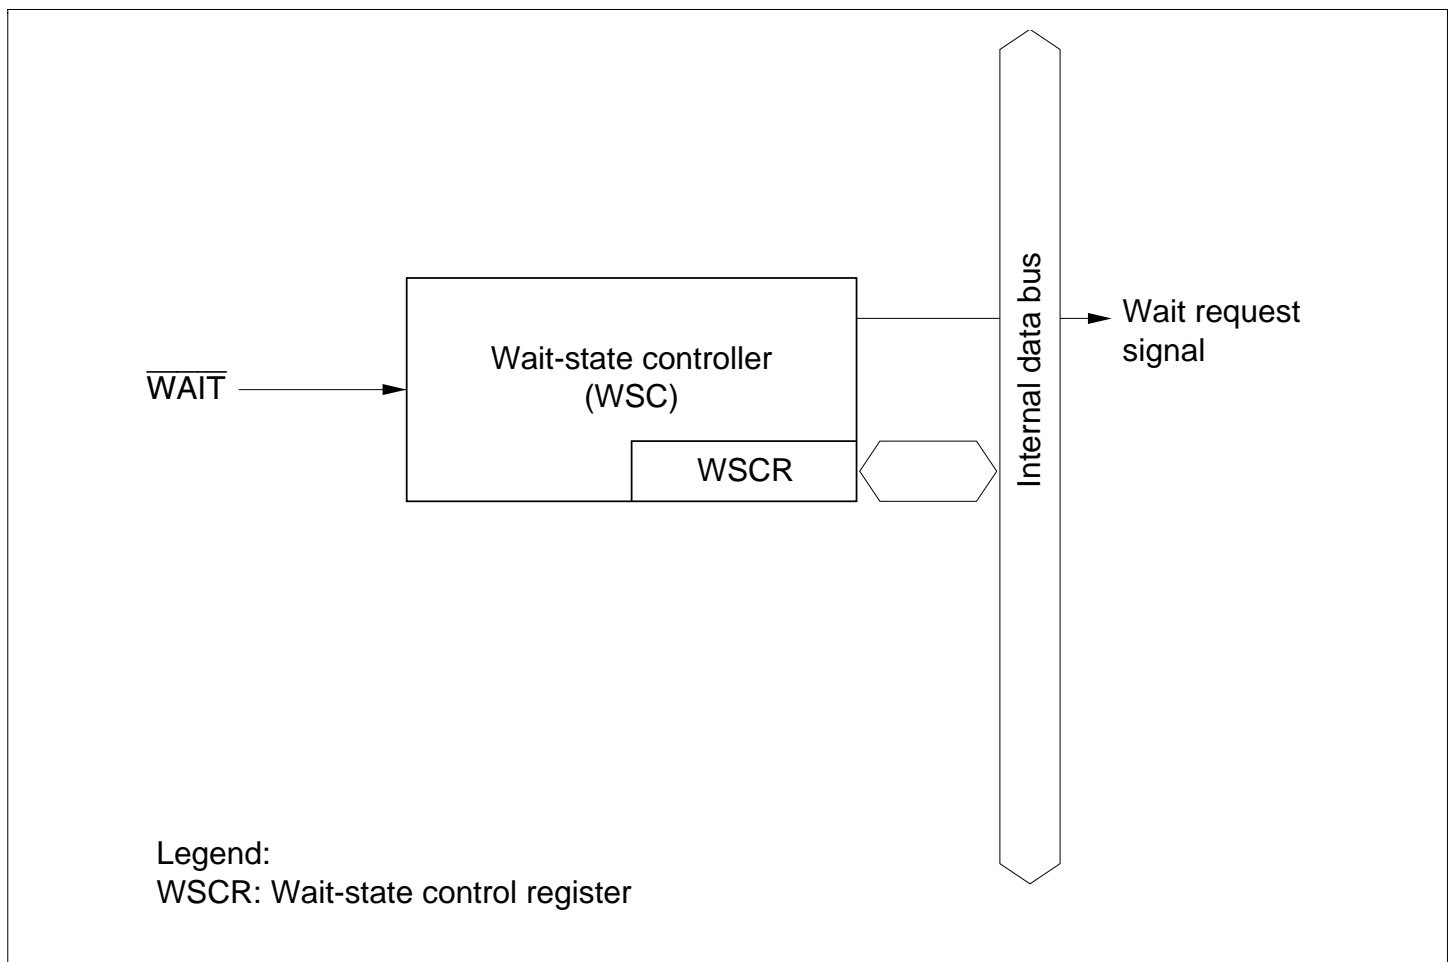 Internal data bus
Wait request
signal
Wait-state controller
(WSC)
WAIT
WSCR
Legend:
WSCR: Wait-state control register